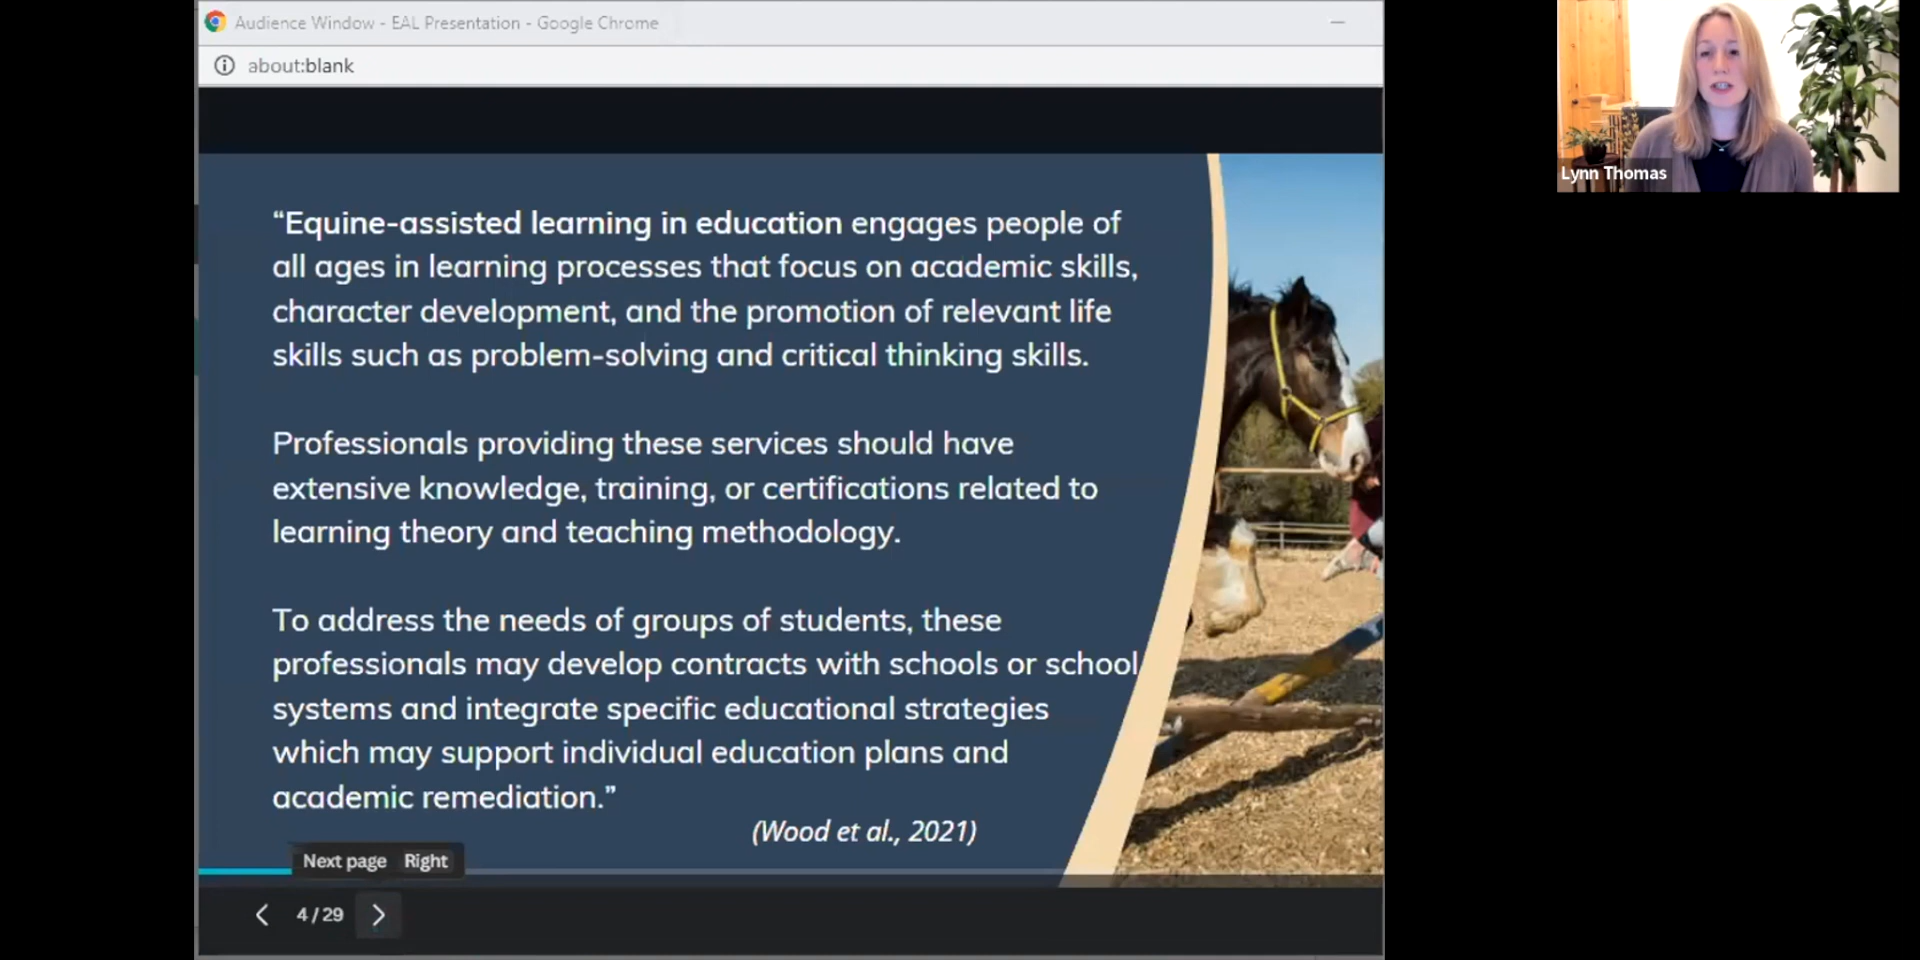 Audience Window - EAL Presentation - Google Chrome
about:blank
“Equine-assisted learning in education engages people of
all ages in learning processes that focus on academic skills,
character development, and the promotion of relevant life
skills such as problem-solving and critical thinking skills.
Professionals providing these services should have
extensive knowledge, training, or certifications related to
learning theory and teaching methodology.
To address the needs of groups of students, these
professionals may develop contracts with schools or school
systems and integrate specific educational strategies
which may support individual education plans and
academic remediation.”
(Wood et al., 2021)
Next page Right
4 / 29
Lynn Thomas